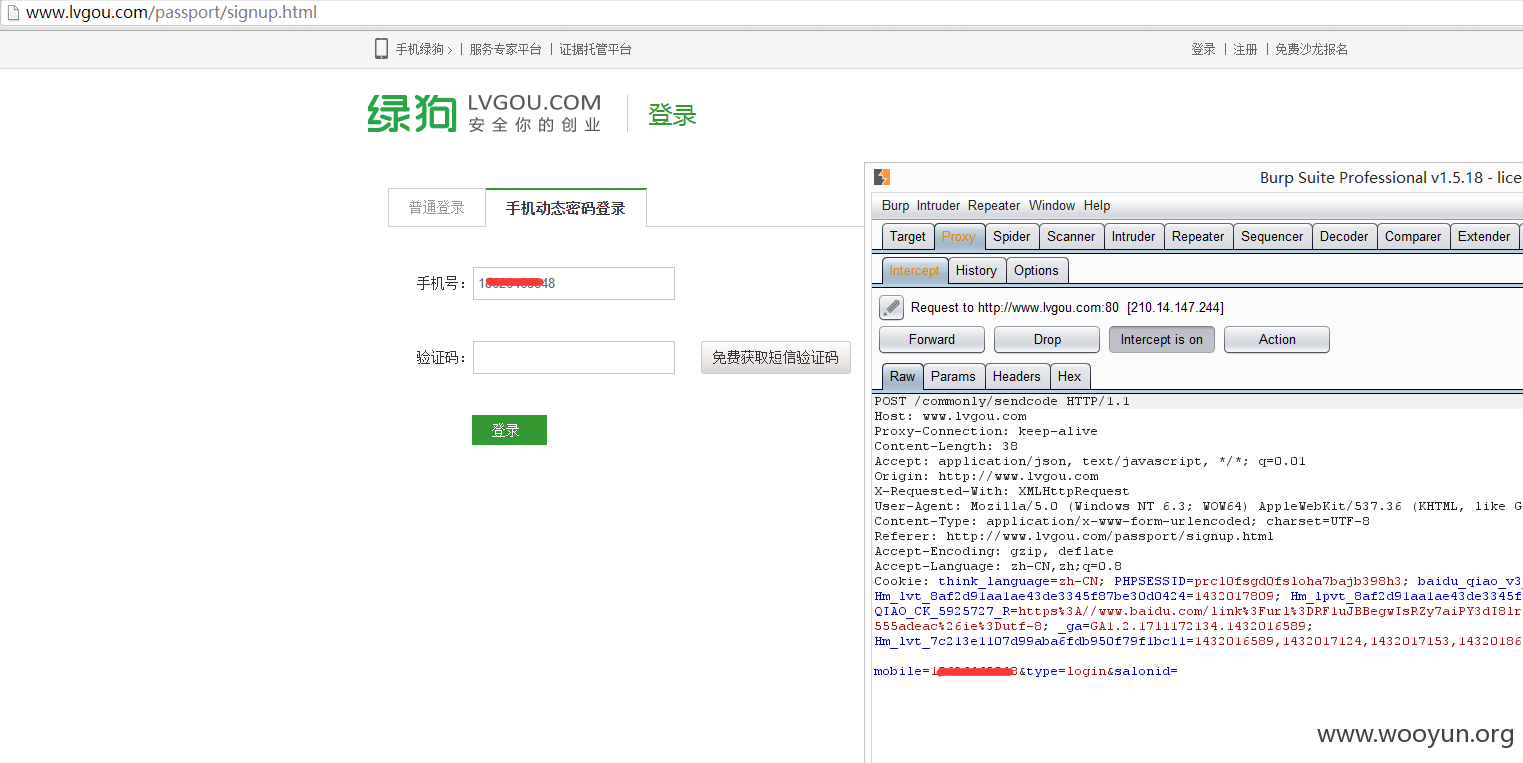 www.lvgou.com/passport/signup.html
手机绿狗 > | 服务专家平台 | 证据托管平台
登录 | 注册 | 免费沙龙报名
绿狗 LVGOU.COM
安全你的创业
登录
普通登录 手机动态密码登录
手机号：
验证码： 免费获取短信验证码
登录
Burp Suite Professional v1.5.18 - lice
Burp Intruder Repeater Window Help
Target Proxy Spider Scanner Intruder Repeater Sequencer Decoder Comparer Extender
Intercept History Options
Request to http://www.lvgou.com:80 [210.14.147.244]
Forward Drop Intercept is on Action
Raw Params Headers Hex
POST /commonly/sendcode HTTP/1.1
Host: www.lvgou.com
Proxy-Connection: keep-alive
Content-Length: 38
Accept: application/json, text/javascript, */*; q=0.01
Origin: http://www.lvgou.com
X-Requested-With: XMLHttpRequest
User-Agent: Mozilla/5.0 (Windows NT 6.3; WOW64) AppleWebKit/537.36 (KHTML, like G
Content-Type: application/x-www-form-urlencoded; charset=UTF-8
Referer: http://www.lvgou.com/passport/signup.html
Accept-Encoding: gzip, deflate
Accept-Language: zh-CN,zh;q=0.8
Cookie: think_language=zh-CN; PHPSESSID=prcl0fsgd0fsloha7bajb398h3; baidu_qiao_v3
Hm_lvt_8af2d91aa1ae43de3345f87be30d0424=1432017809; Hm_lpvt_8af2d91aa1ae43de3345f
QIAO_CK_5925727_R=https%3A//www.baidu.com/link%3Furl%3DRF1uJBBegwIsRZy7aiPY3dI8lr
555adeac%26ie%3Dutf-8; _ga=GA1.2.1711172134.1432016589;
Hm_lvt_7c213e1107d99aba6fdb950f79f1bc11=1432016589,1432017124,1432017153,14320186
mobile= &type=login&salonid=
www.wooyun.org